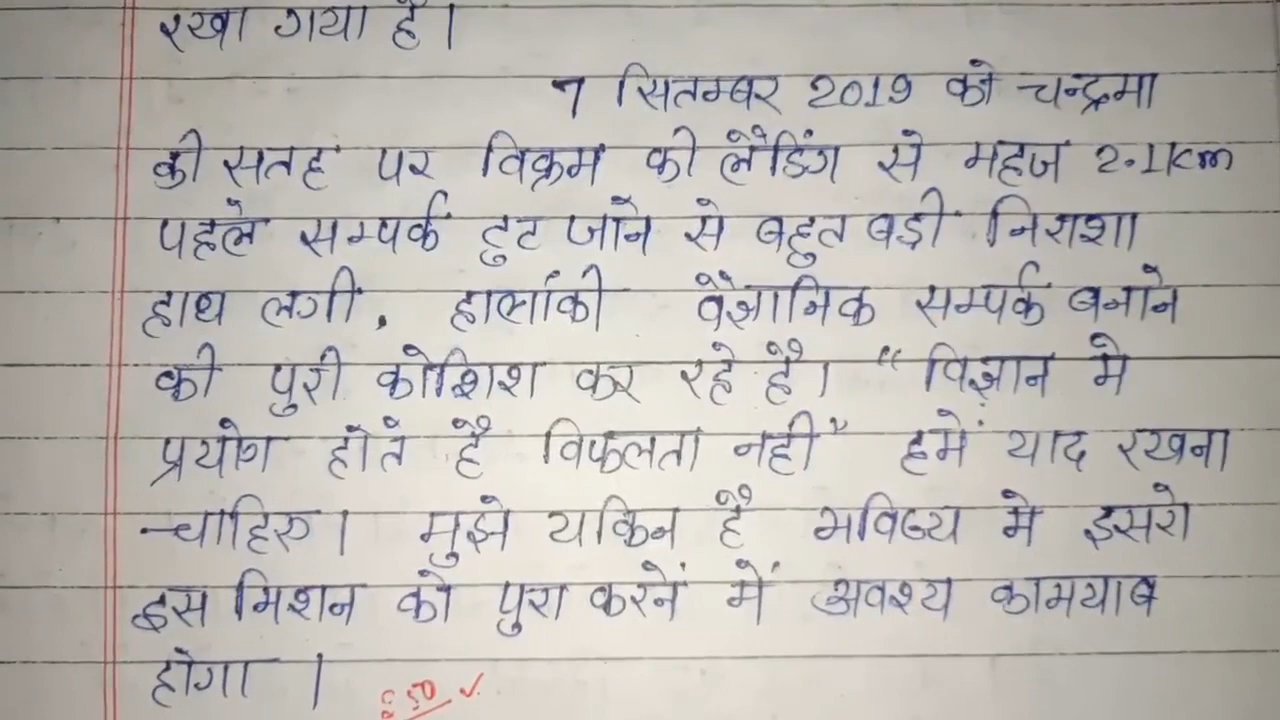 रखा गया है।
7 सितम्बर 2019 को चन्द्रमा
की सतह पर विक्रम की लैंडिंग से महज 2.1km
पहले सम्पर्क टुट जाने से बहुत बड़ी निराशा
हाथ लगी, हालांकी वैज्ञानिक सम्पर्क बनाने
की पुरी कोशिश कर रहे है। "विज्ञान मे
प्रयोग होते है विफलता नही" हमें याद रखना
चाहिए। मुझे यकिन है भविष्य मे इसरो
इस मिशन को पुरा करनें में अवश्य कामयाब
होगा।
50 ✓